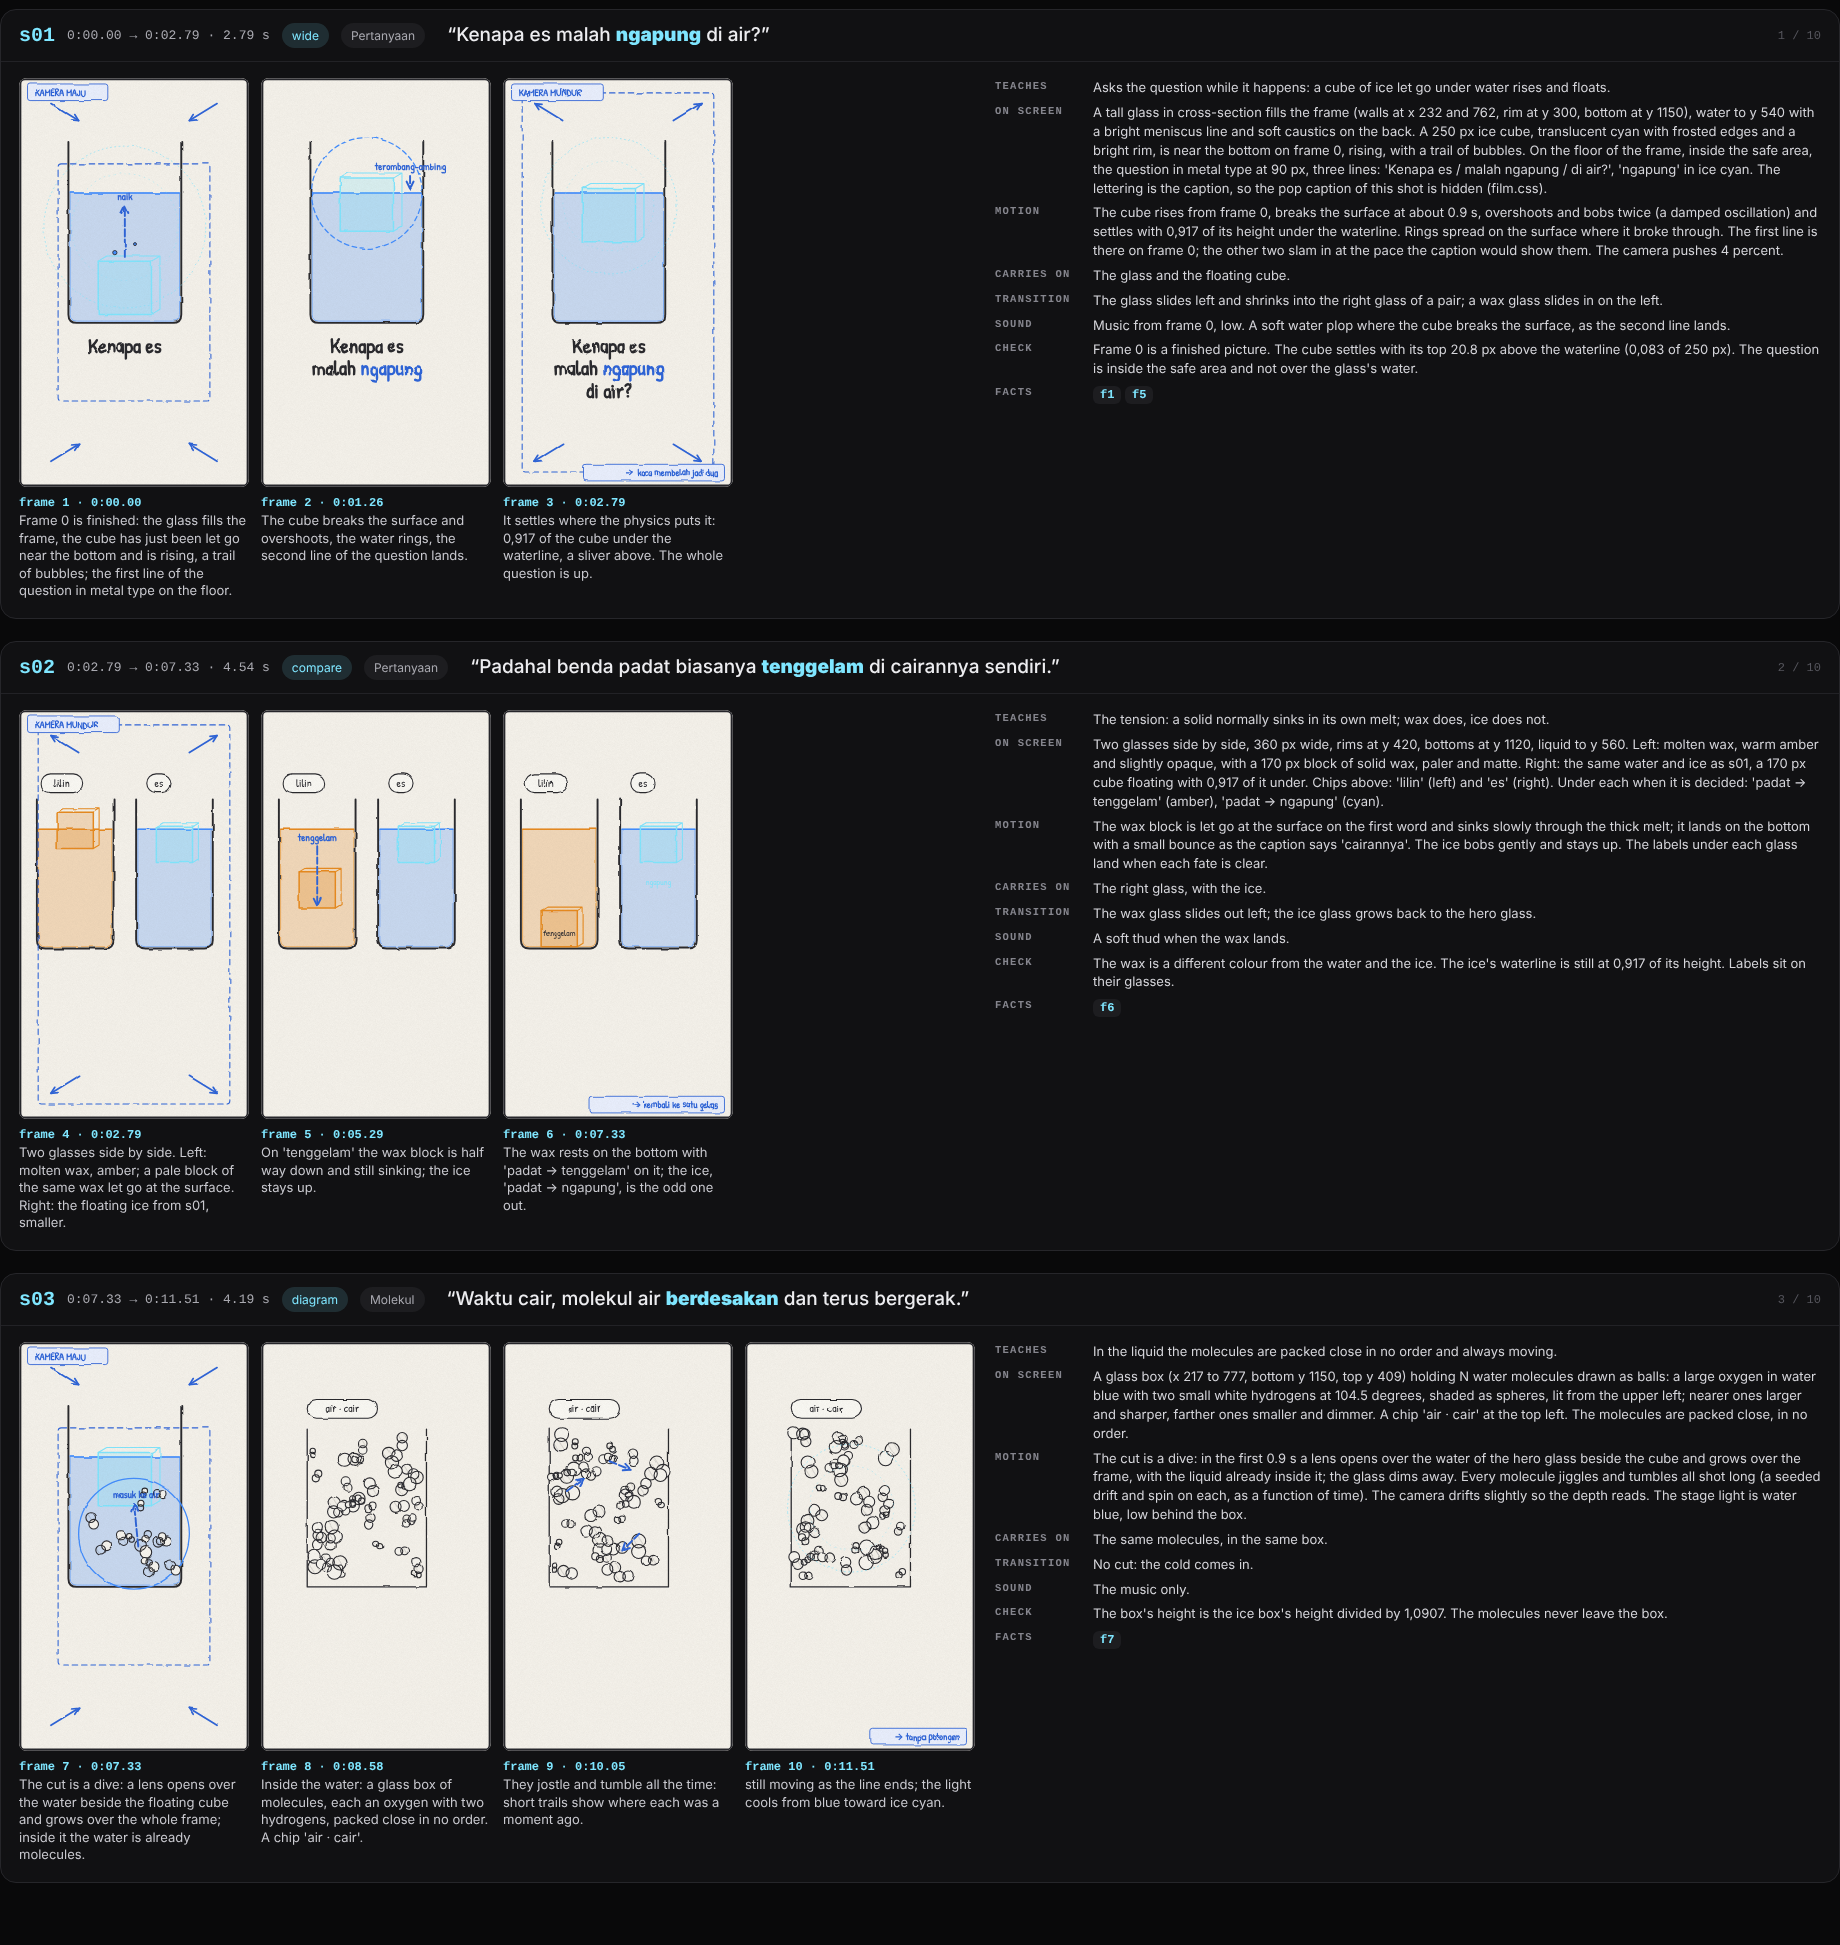 s01 0:00.00 → 0:02.79 · 2.79 s wide Pertanyaan “Kenapa es malah ngapung di air?” 1 / 10
KAMERA MAJU
naik
Kenapa es
terombang-ambing
Kenapa es
malah ngapung
KAMERA MUNDUR
Kenapa es
malah ngapung
di air?
→ kaca membelah jadi dua
frame 1 · 0:00.00
Frame 0 is finished: the glass fills the
frame, the cube has just been let go
near the bottom and is rising, a trail
of bubbles; the first line of the
question in metal type on the floor.
frame 2 · 0:01.26
The cube breaks the surface and
overshoots, the water rings, the
second line of the question lands.
frame 3 · 0:02.79
It settles where the physics puts it:
0,917 of the cube under the
waterline, a sliver above. The whole
question is up.
TEACHES Asks the question while it happens: a cube of ice let go under water rises and floats.
ON SCREEN A tall glass in cross-section fills the frame (walls at x 232 and 762, rim at y 300, bottom at y 1150), water to y 540 with
a bright meniscus line and soft caustics on the back. A 250 px ice cube, translucent cyan with frosted edges and a
bright rim, is near the bottom on frame 0, rising, with a trail of bubbles. On the floor of the frame, inside the safe area,
the question in metal type at 90 px, three lines: 'Kenapa es / malah ngapung / di air?', 'ngapung' in ice cyan. The
lettering is the caption, so the pop caption of this shot is hidden (film.css).
MOTION The cube rises from frame 0, breaks the surface at about 0.9 s, overshoots and bobs twice (a damped oscillation) and
settles with 0,917 of its height under the waterline. Rings spread on the surface where it broke through. The first line is
there on frame 0; the other two slam in at the pace the caption would show them. The camera pushes 4 percent.
CARRIES ON The glass and the floating cube.
TRANSITION The glass slides left and shrinks into the right glass of a pair; a wax glass slides in on the left.
SOUND Music from frame 0, low. A soft water plop where the cube breaks the surface, as the second line lands.
CHECK Frame 0 is a finished picture. The cube settles with its top 20.8 px above the waterline (0,083 of 250 px). The question
is inside the safe area and not over the glass's water.
FACTS f1 f5
s02 0:02.79 → 0:07.33 · 4.54 s compare Pertanyaan “Padahal benda padat biasanya tenggelam di cairannya sendiri.” 2 / 10
KAMERA MUNDUR
lilin es
lilin es
tenggelam
lilin es
ngapung
tenggelam
→ kembali ke satu gelas
frame 4 · 0:02.79
Two glasses side by side. Left:
molten wax, amber; a pale block of
the same wax let go at the surface.
Right: the floating ice from s01,
smaller.
frame 5 · 0:05.29
On 'tenggelam' the wax block is half
way down and still sinking; the ice
stays up.
frame 6 · 0:07.33
The wax rests on the bottom with
'padat → tenggelam' on it; the ice,
'padat → ngapung', is the odd one
out.
TEACHES The tension: a solid normally sinks in its own melt; wax does, ice does not.
ON SCREEN Two glasses side by side, 360 px wide, rims at y 420, bottoms at y 1120, liquid to y 560. Left: molten wax, warm amber
and slightly opaque, with a 170 px block of solid wax, paler and matte. Right: the same water and ice as s01, a 170 px
cube floating with 0,917 of it under. Chips above: 'lilin' (left) and 'es' (right). Under each when it is decided: 'padat →
tenggelam' (amber), 'padat → ngapung' (cyan).
MOTION The wax block is let go at the surface on the first word and sinks slowly through the thick melt; it lands on the bottom
with a small bounce as the caption says 'cairannya'. The ice bobs gently and stays up. The labels under each glass
land when each fate is clear.
CARRIES ON The right glass, with the ice.
TRANSITION The wax glass slides out left; the ice glass grows back to the hero glass.
SOUND A soft thud when the wax lands.
CHECK The wax is a different colour from the water and the ice. The ice's waterline is still at 0,917 of its height. Labels sit on
their glasses.
FACTS f6
s03 0:07.33 → 0:11.51 · 4.19 s diagram Molekul “Waktu cair, molekul air berdesakan dan terus bergerak.” 3 / 10
KAMERA MAJU
masuk ke air
air · cair
air · cair
air · cair
→ tanpa potongan
frame 7 · 0:07.33
The cut is a dive: a lens opens over
the water beside the floating cube
and grows over the whole frame;
inside it the water is already
molecules.
frame 8 · 0:08.58
Inside the water: a glass box of
molecules, each an oxygen with two
hydrogens, packed close in no order.
A chip 'air · cair'.
frame 9 · 0:10.05
They jostle and tumble all the time:
short trails show where each was a
moment ago.
frame 10 · 0:11.51
still moving as the line ends; the light
cools from blue toward ice cyan.
TEACHES In the liquid the molecules are packed close in no order and always moving.
ON SCREEN A glass box (x 217 to 777, bottom y 1150, top y 409) holding N water molecules drawn as balls: a large oxygen in water
blue with two small white hydrogens at 104.5 degrees, shaded as spheres, lit from the upper left; nearer ones larger
and sharper, farther ones smaller and dimmer. A chip 'air · cair' at the top left. The molecules are packed close, in no
order.
MOTION The cut is a dive: in the first 0.9 s a lens opens over the water of the hero glass beside the cube and grows over the
frame, with the liquid already inside it; the glass dims away. Every molecule jiggles and tumbles all shot long (a seeded
drift and spin on each, as a function of time). The camera drifts slightly so the depth reads. The stage light is water
blue, low behind the box.
CARRIES ON The same molecules, in the same box.
TRANSITION No cut: the cold comes in.
SOUND The music only.
CHECK The box's height is the ice box's height divided by 1,0907. The molecules never leave the box.
FACTS f7